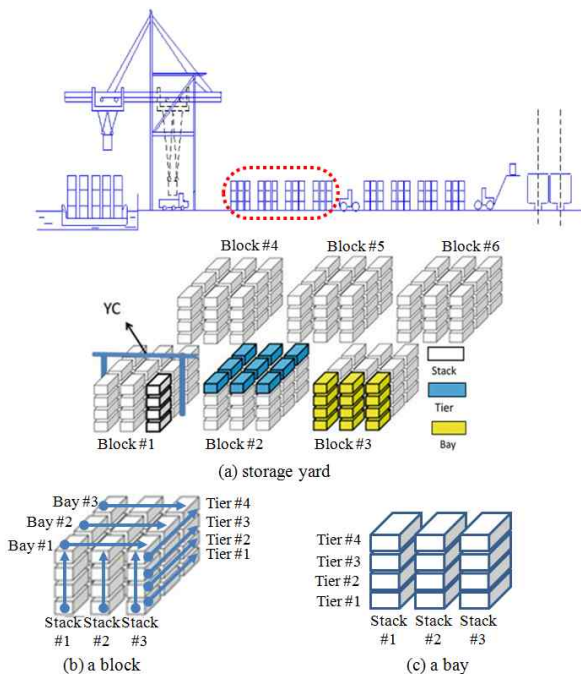 Block #4
Block #5
Block #6
YC
Stack
Tier
Bay
Block #1
Block #2
Block #3
(a) storage yard
Bay #3
Bay #2
Bay #1
Tier #4
Tier #3
Tier #2
Tier #1
Stack Stack Stack
#1 #2 #3
(b) a block
Tier #4
Tier #3
Tier #2
Tier #1
Stack Stack Stack
#1 #2 #3
(c) a bay